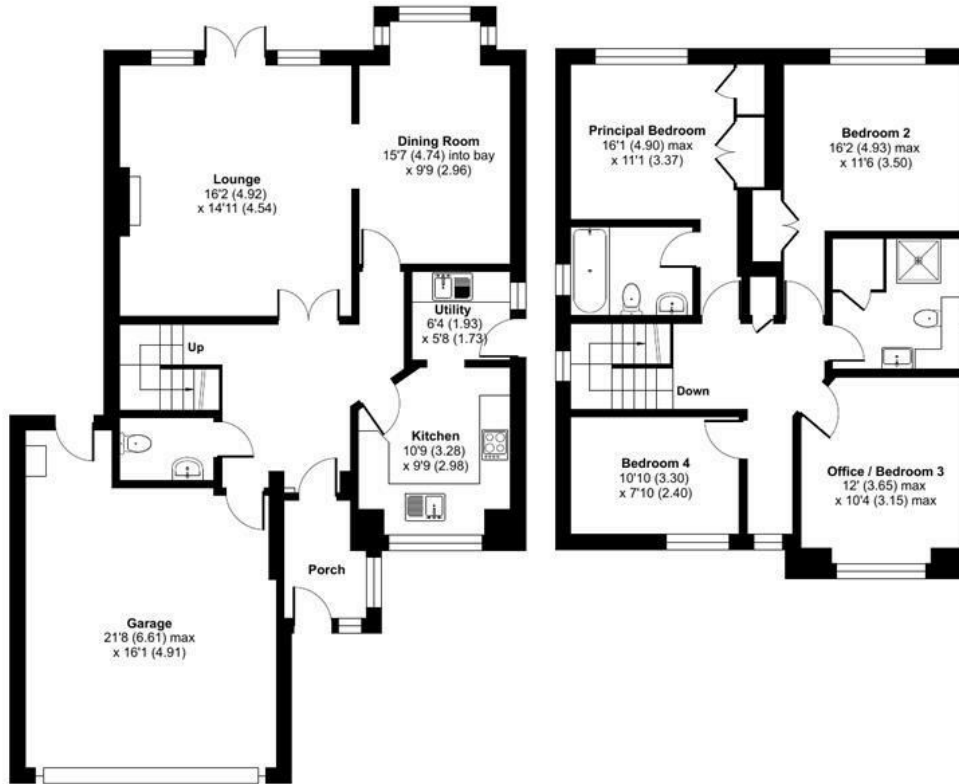 Lounge
16'2 (4.92)
x 14'11 (4.54)
Dining Room
15'7 (4.74) into bay
x 9'9 (2.96)
Utility
6'4 (1.93)
x 5'8 (1.73)
Up
Kitchen
10'9 (3.28)
x 9'9 (2.98)
Porch
Garage
21'8 (6.61) max
x 16'1 (4.91)
Principal Bedroom
16'1 (4.90) max
x 11'1 (3.37)
Bedroom 2
16'2 (4.93) max
x 11'6 (3.50)
Down
Bedroom 4
10'10 (3.30)
x 7'10 (2.40)
Office / Bedroom 3
12' (3.65) max
x 10'4 (3.15) max